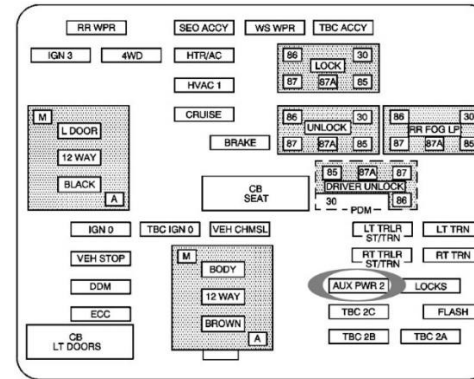 RR WPR SEO ACCY WS WPR TBC ACCY
IGN 3 4WD HTR/AC
86 30
LOCK
87 87A 85
HVAC 1
CRUISE
M
L DOOR
12 WAY
BLACK
A
86 30
UNLOCK
87 87A 85
86 30
RR FOG LP
87 87A 85
BRAKE
CB
SEAT
85 87A 87
DRIVER UNLOCK
30 86
PDM
IGN 0 TBC IGN 0 VEH CHMSL
LT TRLR
ST/TRN
LT TRN
VEH STOP
M
BODY
12 WAY
BROWN
A
RT TRLR
ST/TRN
RT TRN
DDM
AUX PWR 2 LOCKS
ECC
TBC 2C FLASH
CB
LT DOORS
TBC 2B TBC 2A